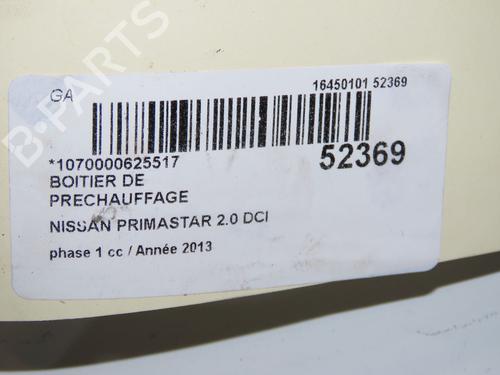 GA
16450101 52369
*1070000625517
52369
BOITIER DE
PRECHAUFFAGE
NISSAN PRIMASTAR 2.0 DCI
phase 1 cc / Année 2013
B-PARTS